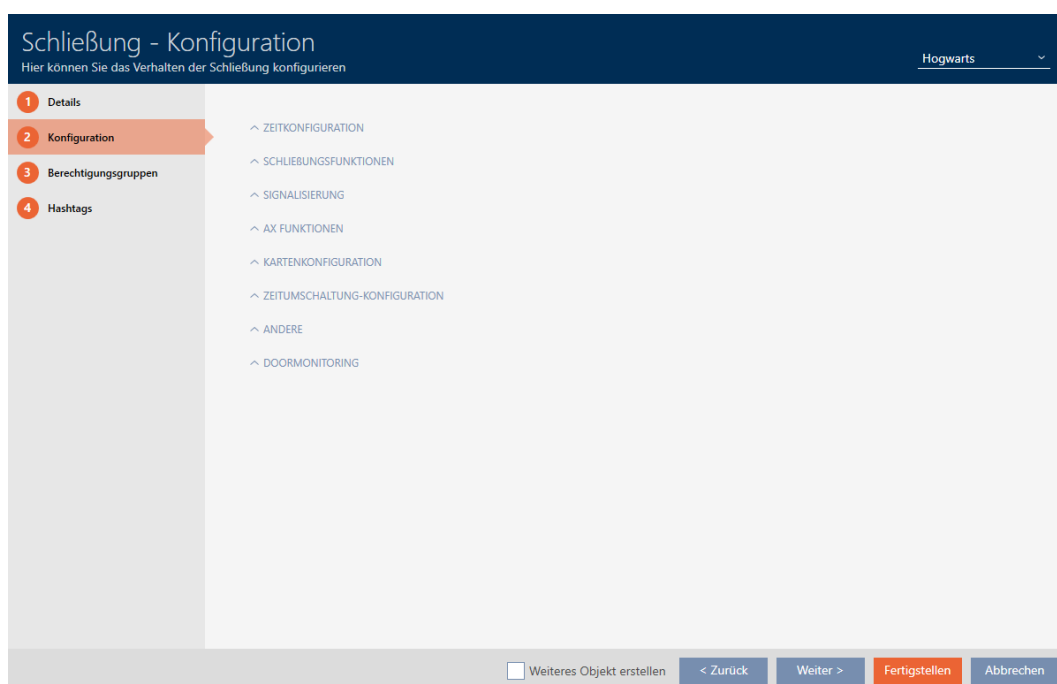 Schließung - Konfiguration
Hier können Sie das Verhalten der Schließung konfigurieren
Hogwarts
1 Details
2 Konfiguration
3 Berechtigungsgruppen
4 Hashtags
ZEITKONFIGURATION
SCHLIEßUNGSFUNKTIONEN
SIGNALISIERUNG
AX FUNKTIONEN
KARTENKONFIGURATION
ZEITUMSCHALTUNG-KONFIGURATION
ANDERE
DOORMONITORING
Weiteres Objekt erstellen
< Zurück
Weiter >
Fertigstellen
Abbrechen